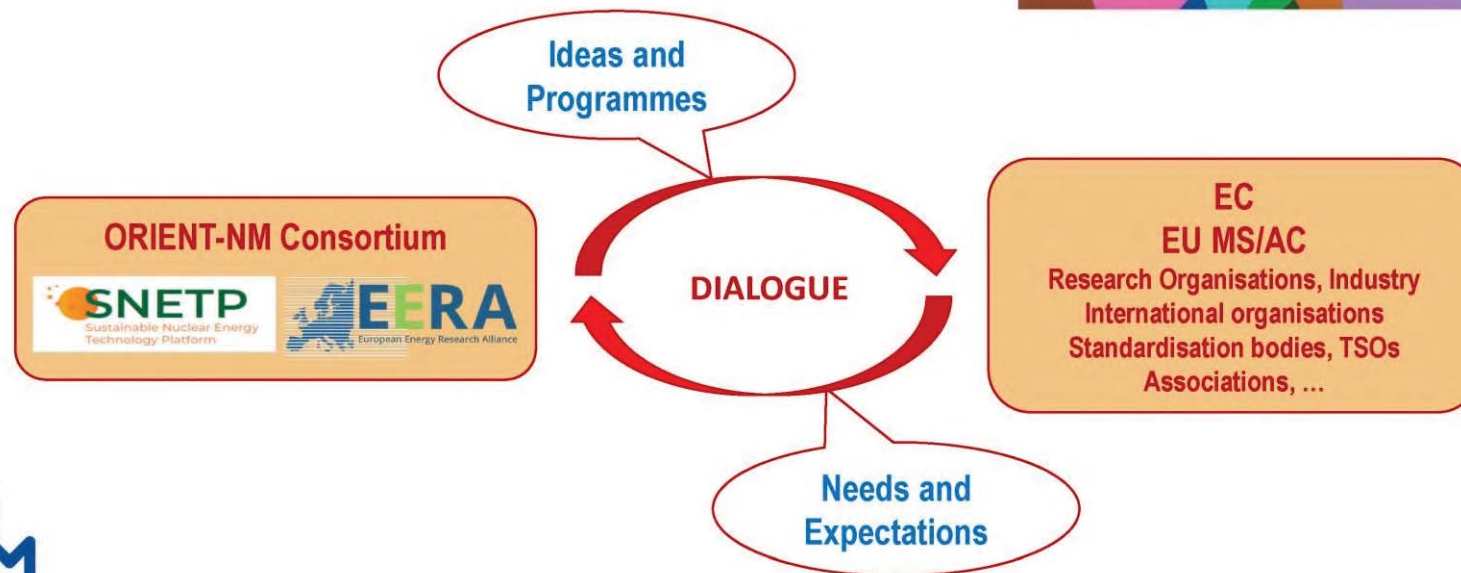 Ideas and
Programmes
ORIENT-NM Consortium
SNETP
Sustainable Nuclear Energy
Technology Platform
EERA
European Energy Research Alliance
DIALOGUE
EC
EU MS/AC
Research Organisations, Industry
International organisations
Standardisation bodies, TSOs
Associations, ...
Needs and
Expectations
M